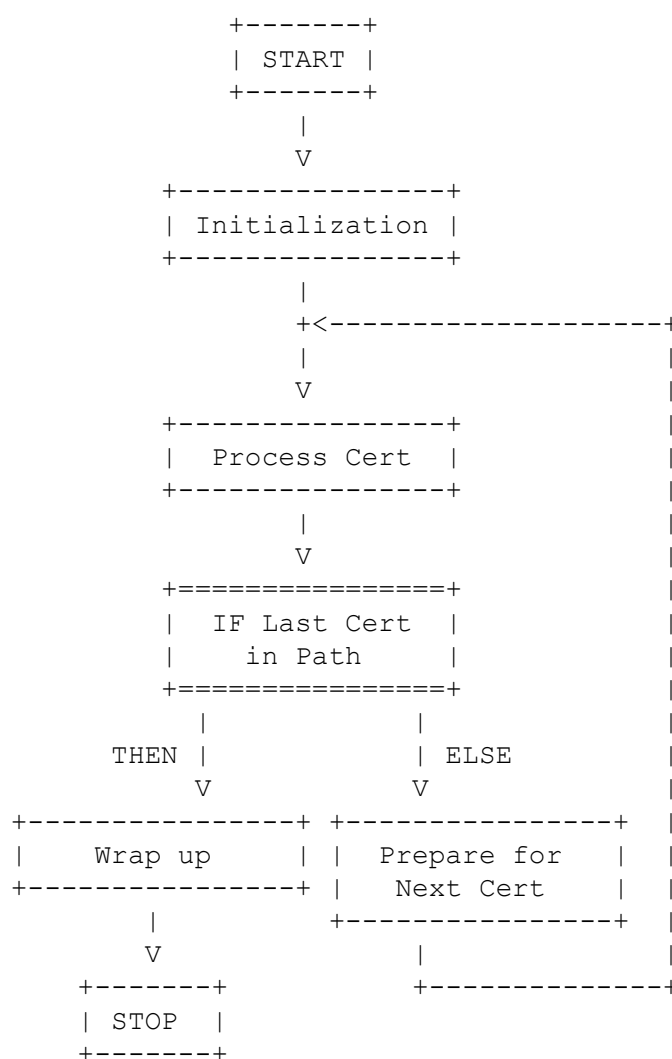 START
Initialization
Process Cert
IF Last Cert
in Path
THEN ELSE
Wrap up Prepare for
Next Cert
STOP